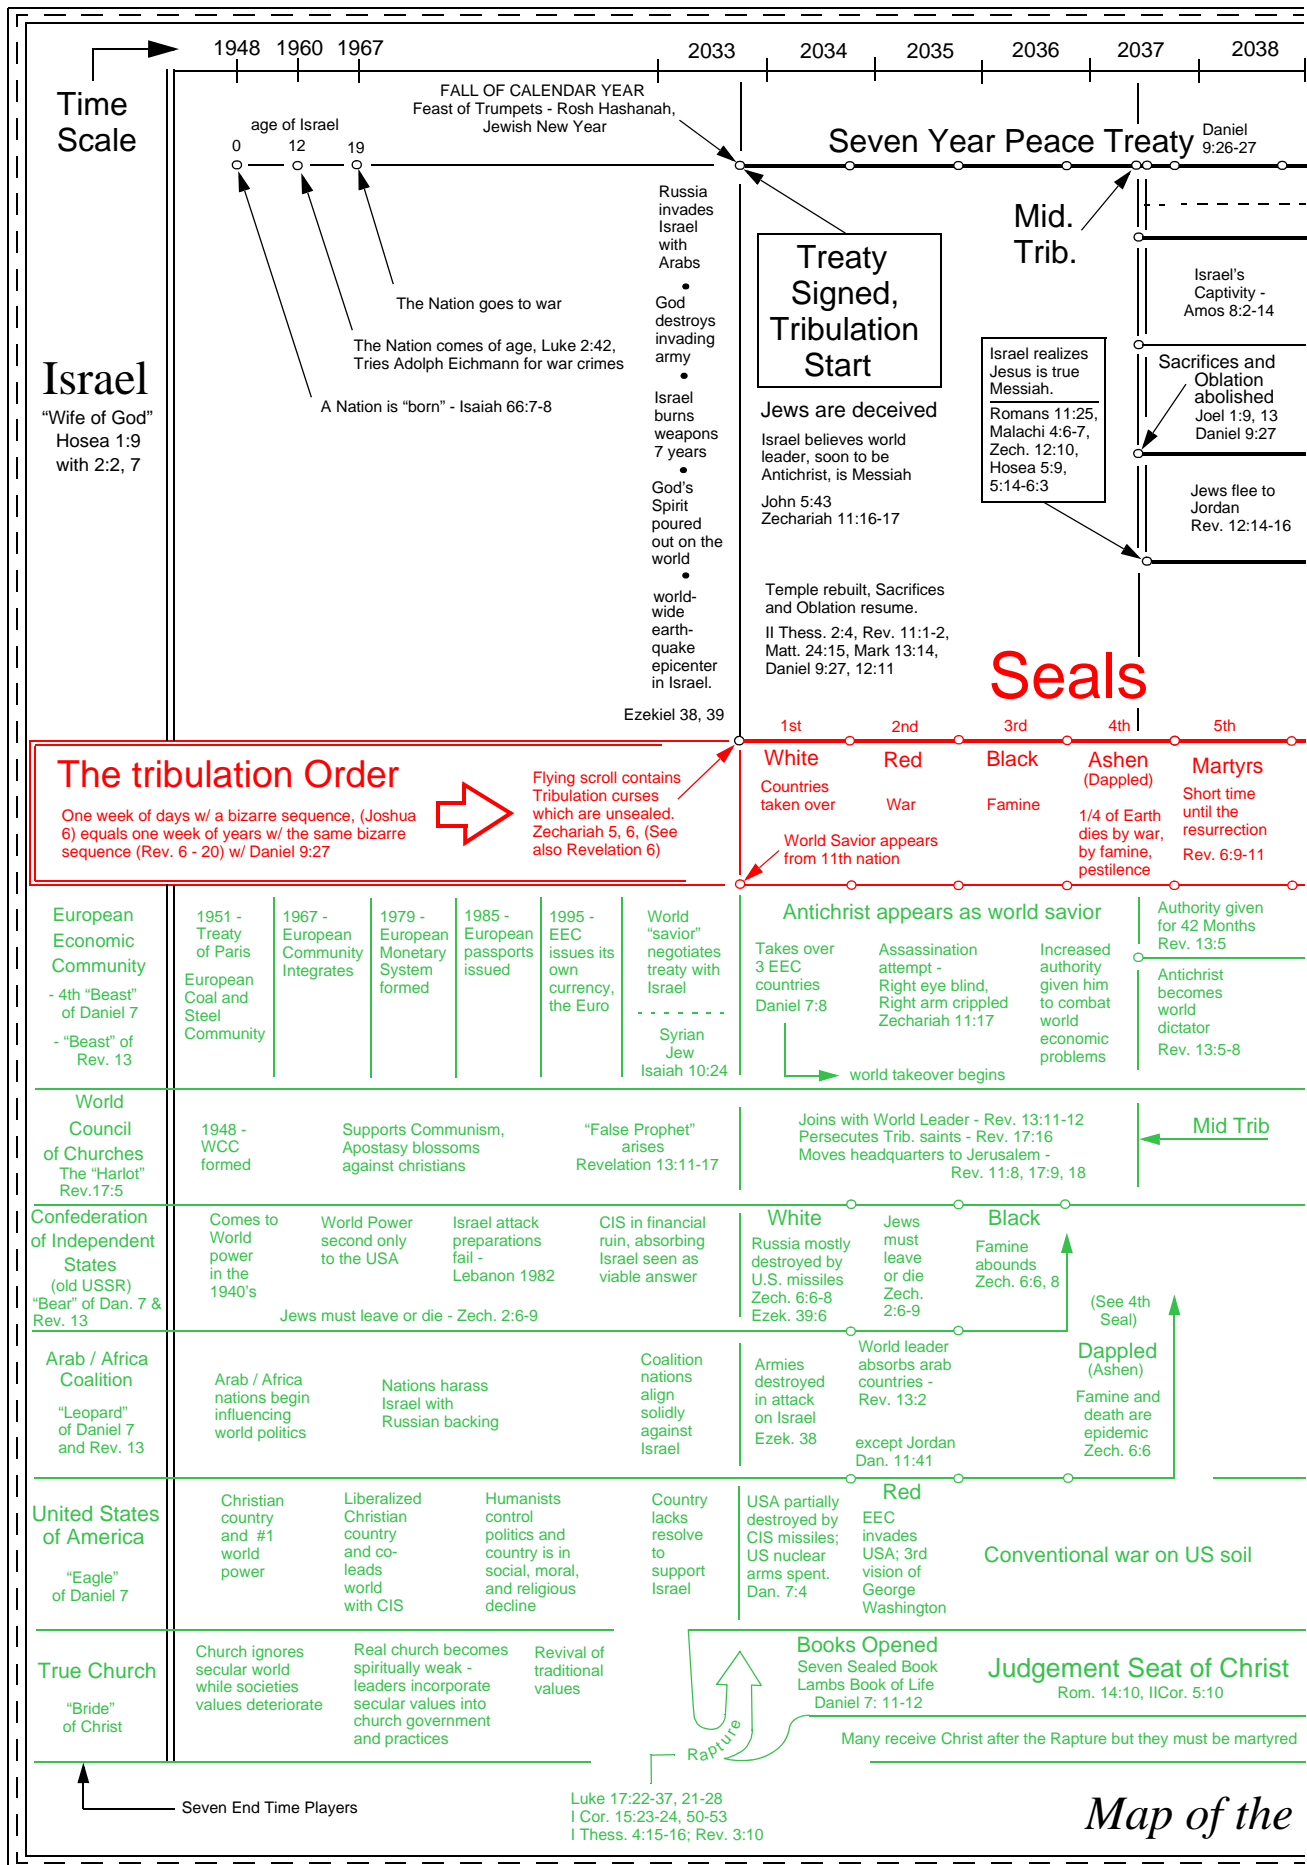 1948 1960 1967 2033 2034 2035 2036 2037 2038
Time
Scale
FALL OF CALENDAR YEAR
Feast of Trumpets - Rosh Hashanah,
Jewish New Year
age of Israel
0 12 19
Seven Year Peace Treaty
Daniel
9:26-27
Mid.
Trib.
Israel
“Wife of God”
Hosea 1:9
with 2:2, 7
The Nation goes to war
The Nation comes of age, Luke 2:42,
Tries Adolph Eichmann for war crimes
A Nation is “born” - Isaiah 66:7-8
Russia
invades
Israel
with
Arabs
God
destroys
invading
army
Israel
burns
weapons
7 years
God’s
Spirit
poured
out on the
world
world-
wide
earth-
quake
epicenter
in Israel.
Ezekiel 38, 39
Treaty
Signed,
Tribulation
Start
Jews are deceived
Israel believes world
leader, soon to be
Antichrist, is Messiah
John 5:43
Zechariah 11:16-17
Temple rebuilt, Sacrifices
and Oblation resume.
II Thess. 2:4, Rev. 11:1-2,
Matt. 24:15, Mark 13:14,
Daniel 9:27, 12:11
Israel realizes
Jesus is true
Messiah.
Romans 11:25,
Malachi 4:6-7,
Zech. 12:10,
Hosea 5:9,
5:14-6:3
Israel’s
Captivity -
Amos 8:2-14
Sacrifices and
Oblation
abolished
Joel 1:9, 13
Daniel 9:27
Jews flee to
Jordan
Rev. 12:14-16
Seals
The tribulation Order
One week of days w/ a bizarre sequence, (Joshua
6) equals one week of years w/ the same bizarre
sequence (Rev. 6 - 20) w/ Daniel 9:27
Flying scroll contains
Tribulation curses
which are unsealed.
Zechariah 5, 6, (See
also Revelation 6)
1st 2nd 3rd 4th 5th
White
Countries
taken over
World Savior appears
from 11th nation
Red
War
Black
Famine
Ashen
(Dappled)
1/4 of Earth
dies by war,
by famine,
pestilence
Martyrs
Short time
until the
resurrection
Rev. 6:9-11
European
Economic
Community
- 4th “Beast”
of Daniel 7
- “Beast” of
Rev. 13
1951 -
Treaty
of Paris
European
Coal and
Steel
Community
1967 -
European
Community
Integrates
1979 -
European
Monetary
System
formed
1985 -
European
passports
issued
1995 -
EEC
issues its
own
currency,
the Euro
World
“savior”
negotiates
treaty with
Israel
Syrian
Jew
Isaiah 10:24
Antichrist appears as world savior
Takes over
3 EEC
countries
Daniel 7:8
Assassination
attempt -
Right eye blind,
Right arm crippled
Zechariah 11:17
Increased
authority
given him
to combat
world
economic
problems
world takeover begins
Authority given
for 42 Months
Rev. 13:5
Antichrist
becomes
world
dictator
Rev. 13:5-8
World
Council
of Churches
The “Harlot”
Rev.17:5
1948 -
WCC
formed
Supports Communism,
Apostasy blossoms
against christians
“False Prophet”
arises
Revelation 13:11-17
Joins with World Leader - Rev. 13:11-12
Persecutes Trib. saints - Rev. 17:16
Moves headquarters to Jerusalem -
Rev. 11:8, 17:9, 18
Mid Trib
Confederation
of Independent
States
(old USSR)
“Bear” of Dan. 7 &
Rev. 13
Comes to
World
power
in the
1940’s
World Power
second only
to the USA
Israel attack
preparations
fail -
Lebanon 1982
CIS in financial
ruin, absorbing
Israel seen as
viable answer
Jews must leave or die - Zech. 2:6-9
White
Russia mostly
destroyed by
U.S. missiles
Zech. 6:6-8
Ezek. 39:6
Jews
must
leave
or die
Zech.
2:6-9
Black
Famine
abounds
Zech. 6:6, 8
(See 4th
Seal)
Arab / Africa
Coalition
“Leopard”
of Daniel 7
and Rev. 13
Arab / Africa
nations begin
influencing
world politics
Nations harass
Israel with
Russian backing
Coalition
nations
align
solidly
against
Israel
Armies
destroyed
in attack
on Israel
Ezek. 38
World leader
absorbs arab
countries -
Rev. 13:2
except Jordan
Dan. 11:41
Dappled
(Ashen)
Famine and
death are
epidemic
Zech. 6:6
United States
of America
“Eagle”
of Daniel 7
Christian
country
and #1
world
power
Liberalized
Christian
country
and co-
leads
world
with CIS
Humanists
control
politics and
country is in
social, moral,
and religious
decline
Country
lacks
resolve
to
support
Israel
USA partially
destroyed by
CIS missiles;
US nuclear
arms spent.
Dan. 7:4
Red
EEC
invades
USA; 3rd
vision of
George
Washington
Conventional war on US soil
True Church
“Bride”
of Christ
Church ignores
secular world
while societies
values deteriorate
Real church becomes
spiritually weak -
leaders incorporate
secular values into
church government
and practices
Revival of
traditional
values
Rapture
Books Opened
Seven Sealed Book
Lambs Book of Life
Daniel 7: 11-12
Judgement Seat of Christ
Rom. 14:10, IICor. 5:10
Many receive Christ after the Rapture but they must be martyred
Seven End Time Players
Luke 17:22-37, 21-28
I Cor. 15:23-24, 50-53
I Thess. 4:15-16; Rev. 3:10
Map of the